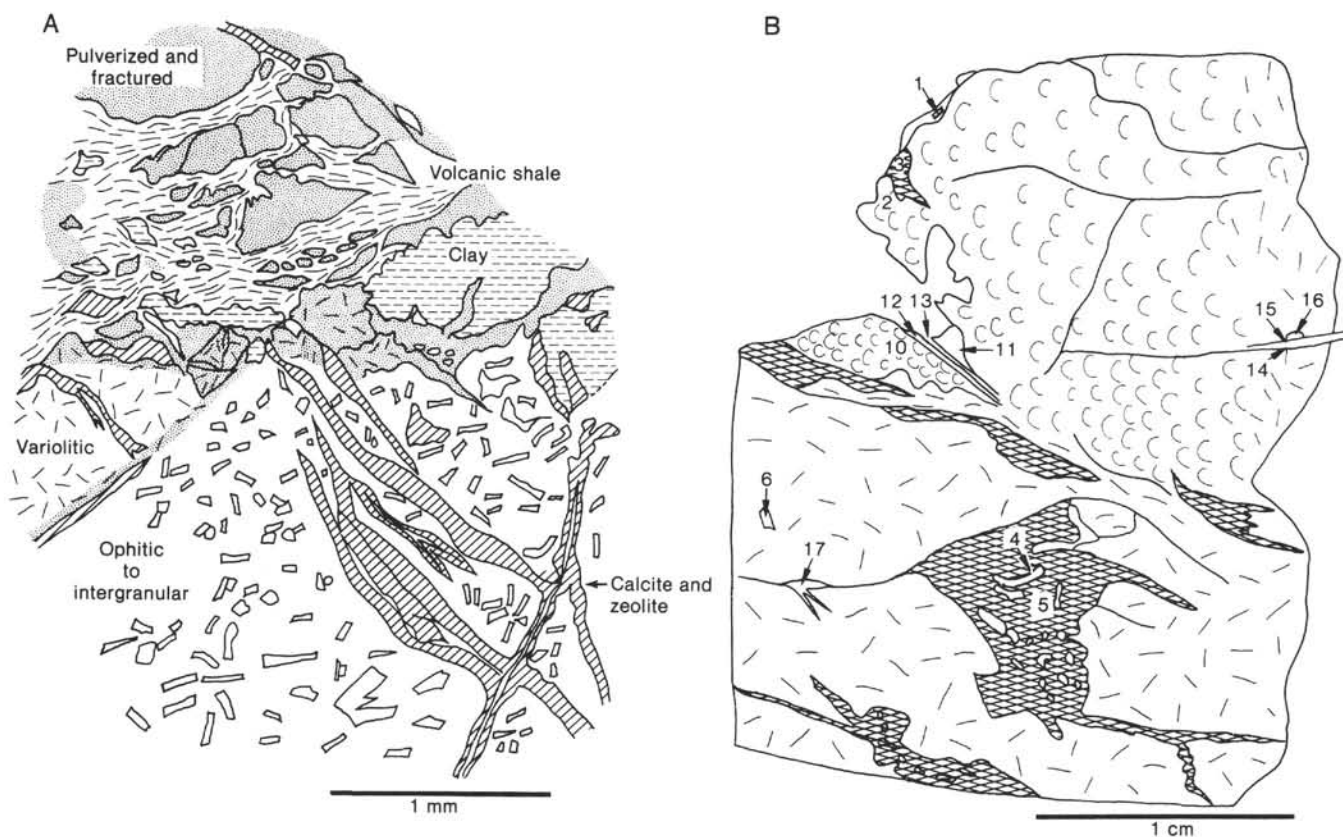 A
Pulverized and
fractured
Volcanic shale
Clay
Variolitic
Ophitic
to
intergranular
Calcite and
zeolite
1 mm
B
1
3
2
12 13
10
11
15 16
14
6
4
17
5
1 cm